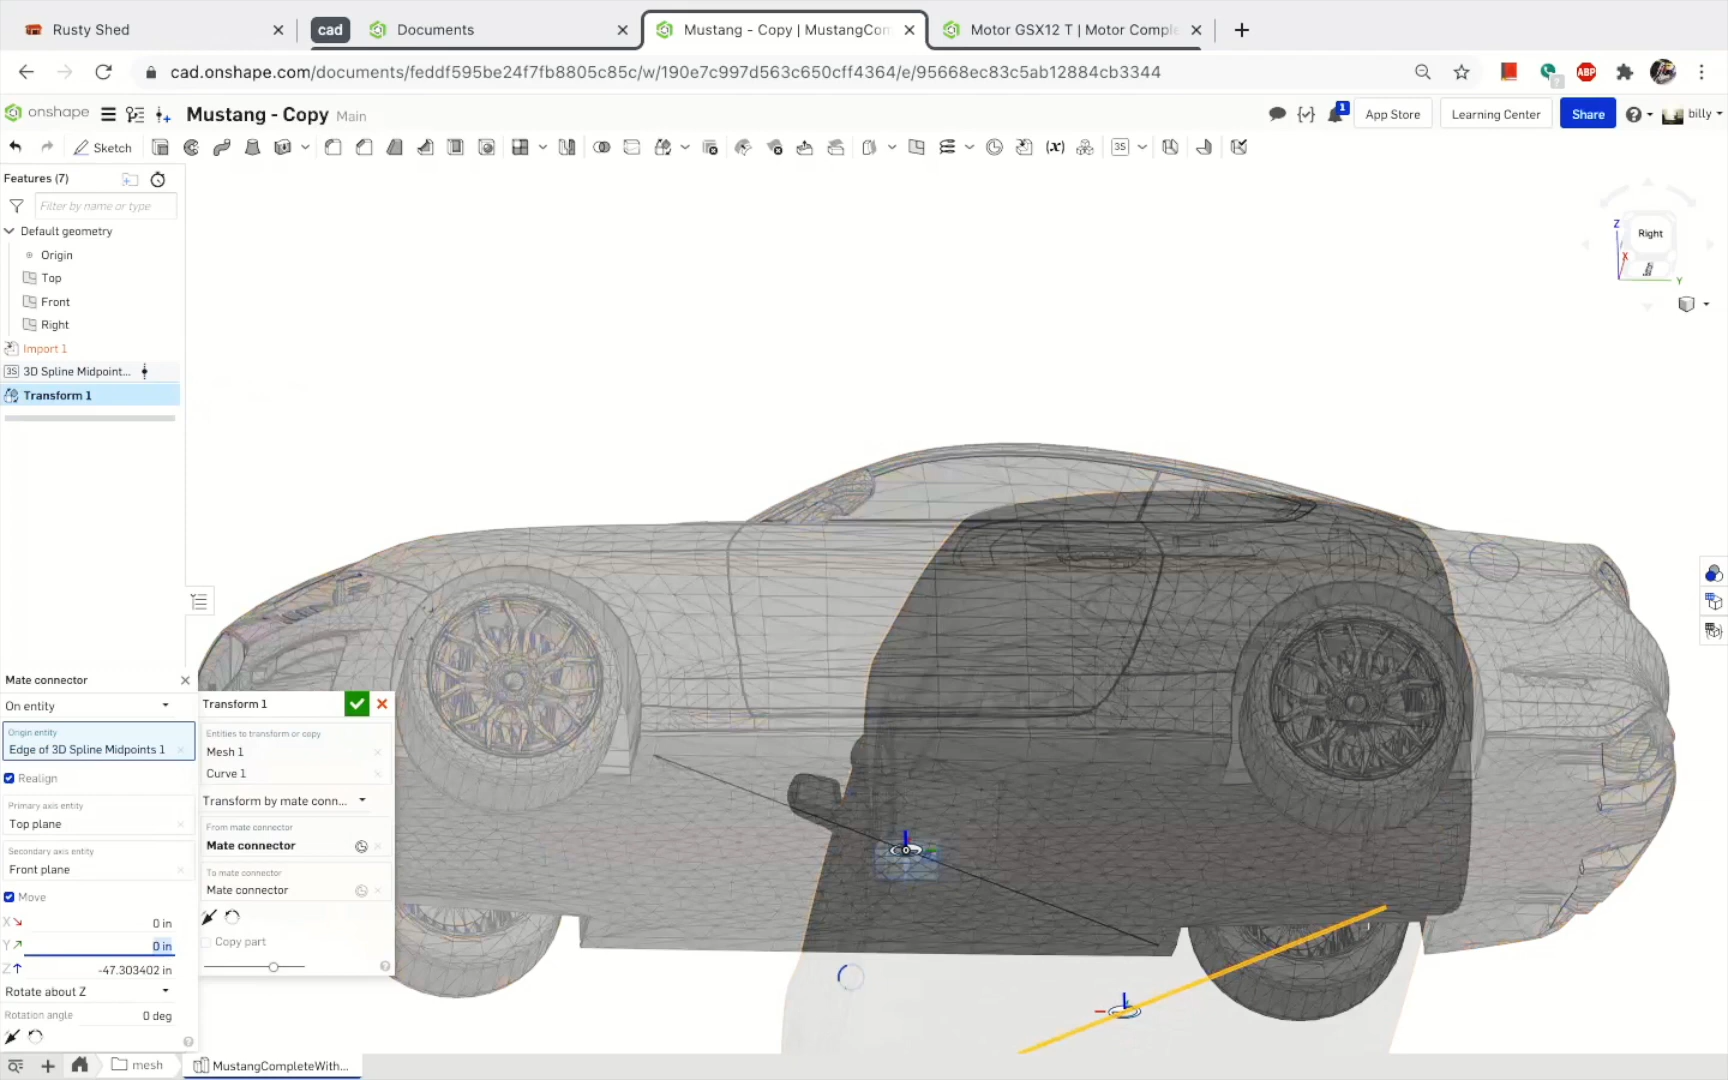 Rusty Shed
cad
Documents
Mustang - Copy | MustangCom
Motor GSX12 T | Motor Comple
cad.onshape.com/documents/feddf595be24f7fb8805c85c/w/190e7c997d563c650cff4364/e/95668ec83c5ab12884cb3344
ABP
onshape
Mustang - Copy Main
1
App Store
Learning Center
Share
billy
Sketch
(x)
3S
Features (7)
Filter by name or type
Default geometry
Origin
Top
Front
Right
Import 1
3S 3D Spline Midpoint...
Transform 1
Z
Right
X
Y
Mate connector
On entity
Origin entity
Edge of 3D Spline Midpoints 1
Realign
Primary axis entity
Top plane
Secondary axis entity
Front plane
Move
X 0 in
Y 0 in
Z -47.303402 in
Rotate about Z
Rotation angle 0 deg
Transform 1
Entities to transform or copy
Mesh 1
Curve 1
Transform by mate conn...
From mate connector
Mate connector
To mate connector
Mate connector
Copy part
mesh
MustangCompleteWith...